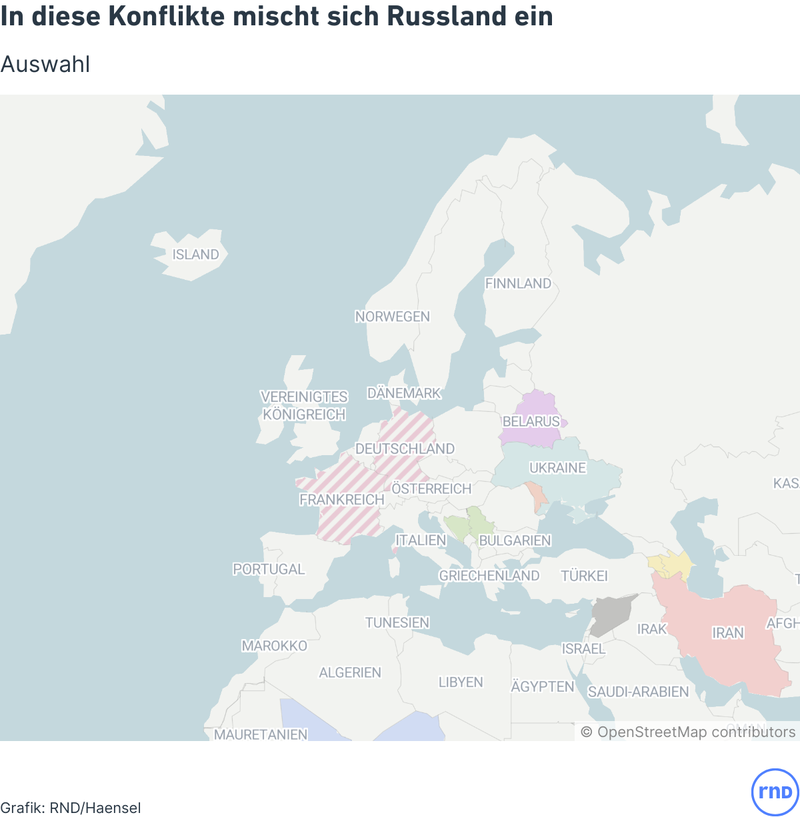 In diese Konflikte mischt sich Russland ein
Auswahl
ISLAND
FINNLAND
NORWEGEN
VEREINIGTES
KÖNIGREICH
DÄNEMARK
BELARUS
DEUTSCHLAND
UKRAINE
KAS
ÖSTERREICH
FRANKREICH
ITALIEN
BULGARIEN
PORTUGAL
GRIECHENLAND
TÜRKEI
T
TUNESIEN
IRAK
IRAN
AFGH
MAROKKO
ISRAEL
ALGERIEN
LIBYEN
ÄGYPTEN
SAUDI-ARABIEN
MAURETANIEN
© OpenStreetMap contributors
rnd
Grafik: RND/Haensel